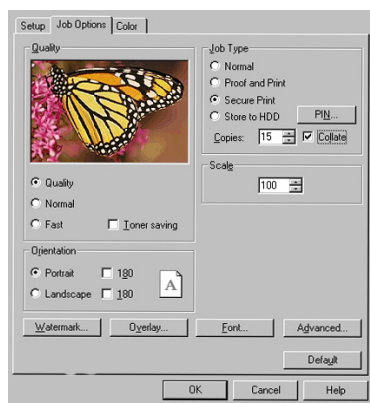 Setup Job Options Color
Quality
Quality
Normal
Fast Toner saving
Orientation
Portrait 180
Landscape 180
A
Job Type
Normal
Proof and Print
Secure Print
Store to HDD PIN...
Copies: 15 Collate
Scale
100
Watermark... Overlay... Font... Advanced...
Default
OK Cancel Help